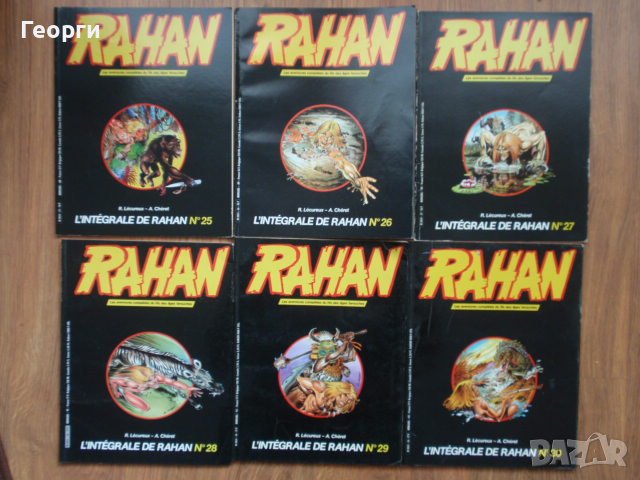 Георги
RAHAN
Les aventures complètes du fils des âges farouches
R. Lécureux - A. Chéret
L'INTÉGRALE DE RAHAN N°25
RAHAN
Les aventures complètes du fils des âges farouches
R. Lécureux - A. Chéret
L'INTÉGRALE DE RAHAN N°26
RAHAN
Les aventures complètes du fils des âges farouches
R. Lécureux - A. Chéret
L'INTÉGRALE DE RAHAN N°27
RAHAN
Les aventures complètes du fils des âges farouches
R. Lécureux - A. Chéret
L'INTÉGRALE DE RAHAN N°28
RAHAN
Les aventures complètes du fils des âges farouches
R. Lécureux - A. Chéret
L'INTÉGRALE DE RAHAN N°29
RAHAN
Les aventures complètes du fils des âges farouches
R. Lécureux - A. Chéret
L'INTÉGRALE DE RAHAN N°30
BAZAR